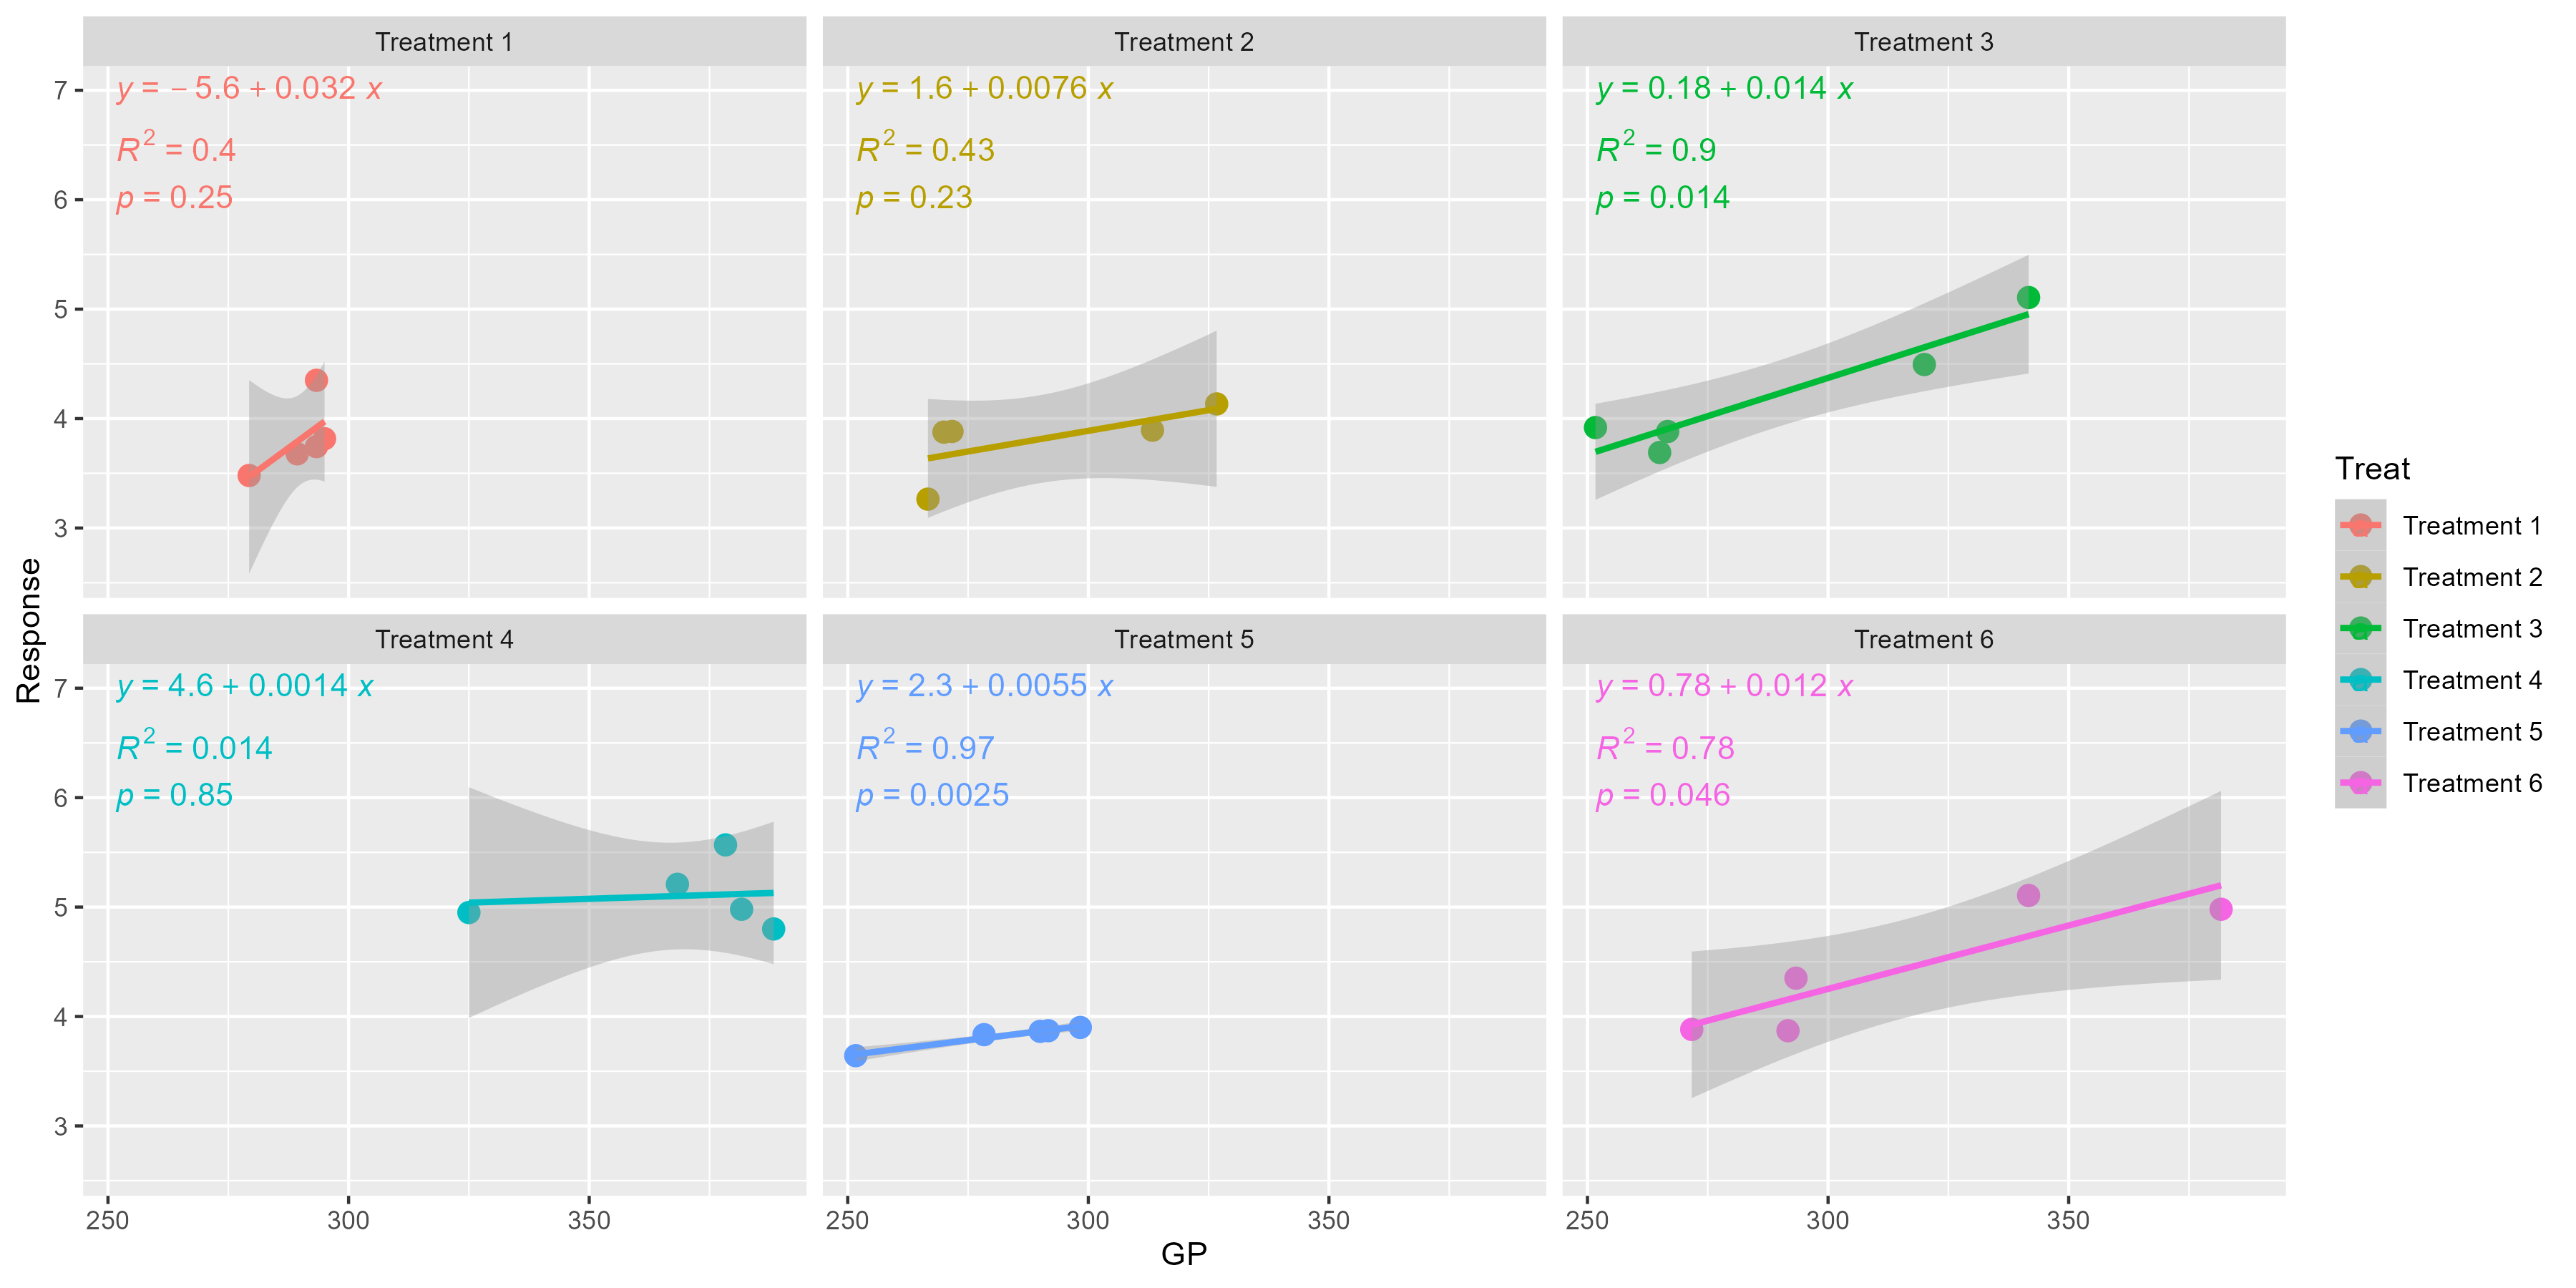 Treatment 1
Treatment 2
Treatment 3
y = − 5.6 + 0.032 x
R² = 0.4
p = 0.25
y = 1.6 + 0.0076 x
R² = 0.43
p = 0.23
y = 0.18 + 0.014 x
R² = 0.9
p = 0.014
7
6
5
4
3
Treatment 4
Treatment 5
Treatment 6
y = 4.6 + 0.0014 x
R² = 0.014
p = 0.85
y = 2.3 + 0.0055 x
R² = 0.97
p = 0.0025
y = 0.78 + 0.012 x
R² = 0.78
p = 0.046
7
6
5
4
3
250 300 350
250 300 350
250 300 350
Response
GP
Treat
Treatment 1
Treatment 2
Treatment 3
Treatment 4
Treatment 5
Treatment 6